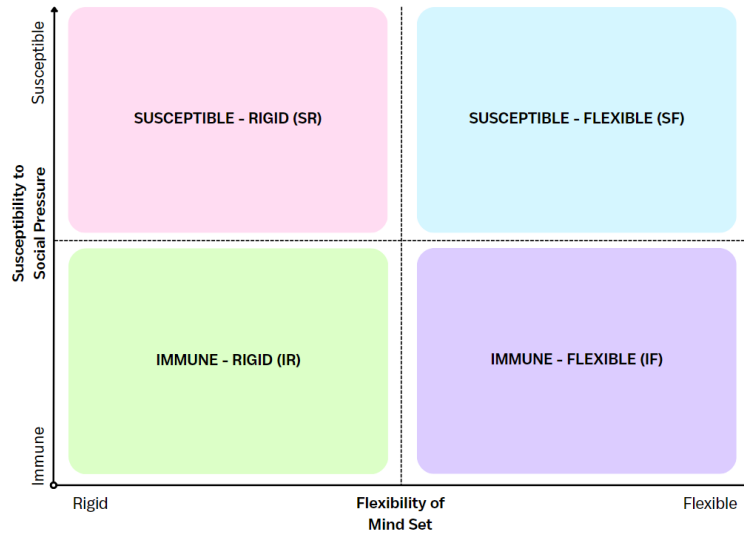 Susceptible
SUSCEPTIBLE - RIGID (SR)
SUSCEPTIBLE - FLEXIBLE (SF)
Susceptibility to
Social Pressure
IMMUNE - RIGID (IR)
IMMUNE - FLEXIBLE (IF)
Immune
Rigid
Flexibility of
Mind Set
Flexible